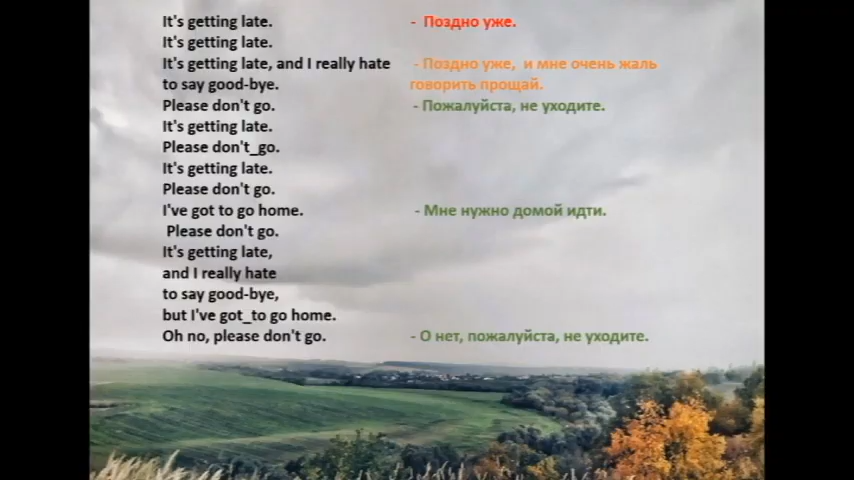 It's getting late. - Поздно уже.
It's getting late.
It's getting late, and I really hate - Поздно уже, и мне очень жаль
to say good-bye. говорить прощай.
Please don't go. - Пожалуйста, не уходите.
It's getting late.
Please don't_go.
It's getting late.
Please don't go.
I've got to go home. - Мне нужно домой идти.
Please don't go.
It's getting late,
and I really hate
to say good-bye,
but I've got_to go home.
Oh no, please don't go. - О нет, пожалуйста, не уходите.